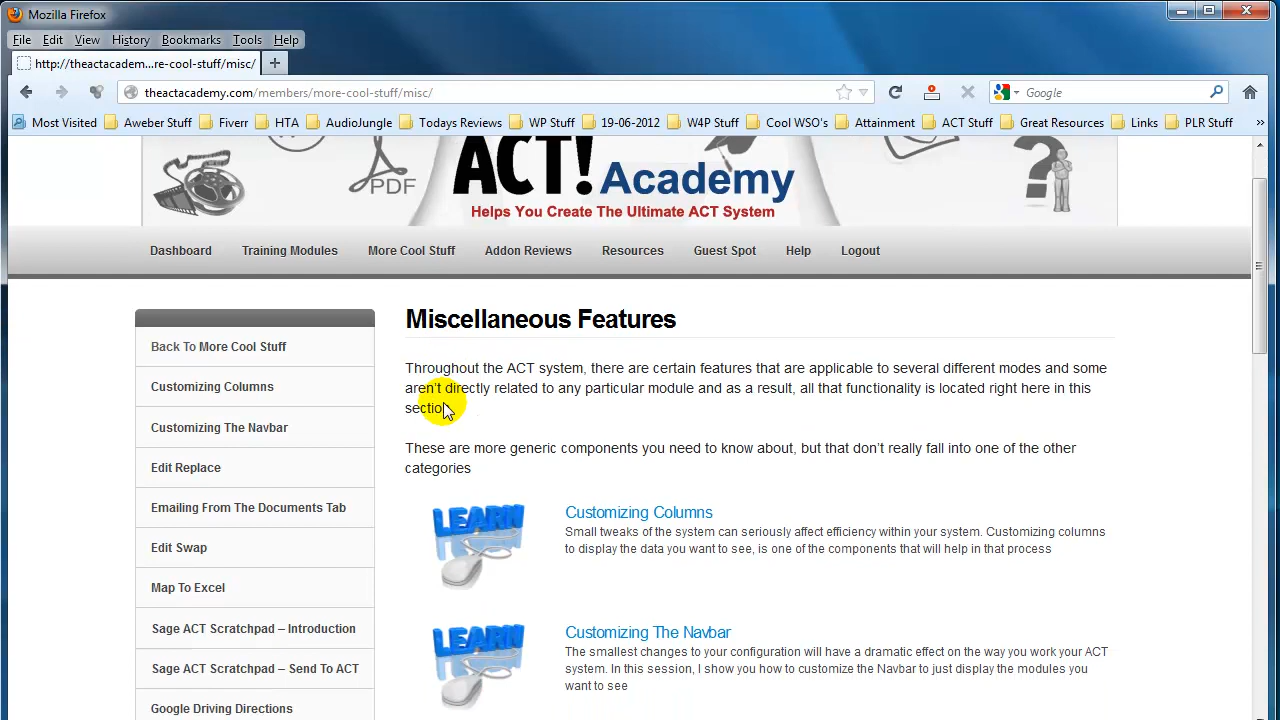 Mozilla Firefox
File Edit View History Bookmarks Tools Help
http://theactacadem...re-cool-stuff/misc/
theactacademy.com/members/more-cool-stuff/misc/
Google
Most Visited Aweber Stuff Fiverr HTA AudioJungle Todays Reviews WP Stuff 19-06-2012 W4P Stuff Cool WSO's Attainment ACT Stuff Great Resources Links PLR Stuff »
PDF
ACT! Academy
Helps You Create The Ultimate ACT System
Dashboard Training Modules More Cool Stuff Addon Reviews Resources Guest Spot Help Logout
Back To More Cool Stuff
Customizing Columns
Customizing The Navbar
Edit Replace
Emailing From The Documents Tab
Edit Swap
Map To Excel
Sage ACT Scratchpad – Introduction
Sage ACT Scratchpad – Send To ACT
Google Driving Directions
Miscellaneous Features
Throughout the ACT system, there are certain features that are applicable to several different modes and some
aren't directly related to any particular module and as a result, all that functionality is located right here in this
section
These are more generic components you need to know about, but that don't really fall into one of the other
categories
LEARN
Customizing Columns
Small tweaks of the system can seriously affect efficiency within your system. Customizing columns
to display the data you want to see, is one of the components that will help in that process
LEARN
Customizing The Navbar
The smallest changes to your configuration will have a dramatic effect on the way you work your ACT
system. In this session, I show you how to customize the Navbar to just display the modules you
want to see